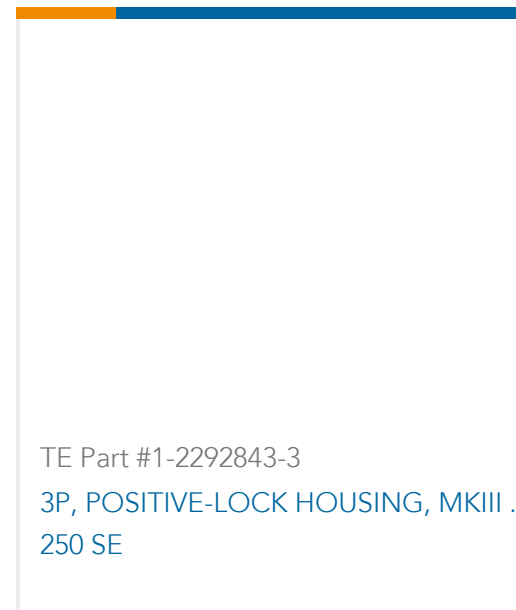 TE Part #1-2292843-3
3P, POSITIVE-LOCK HOUSING, MKIII .
250 SE